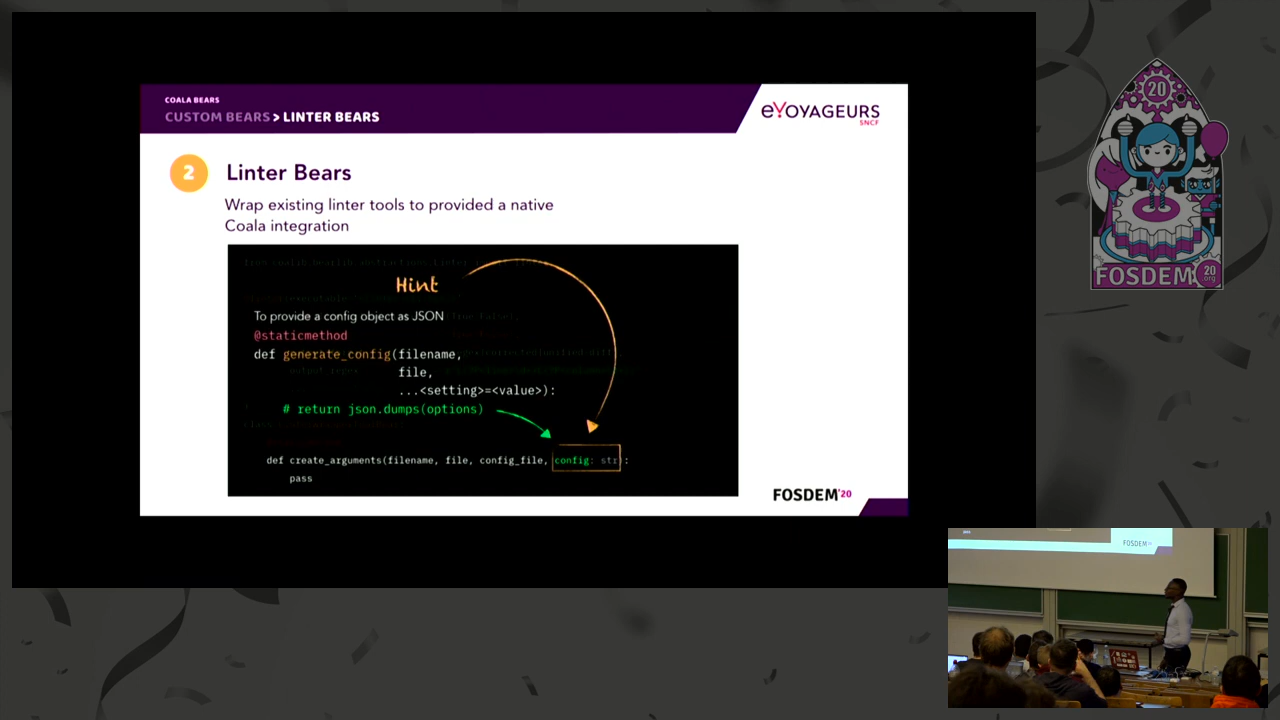 COALA BEARS
CUSTOM BEARS > LINTER BEARS
eVOYAGEURS
SNCF
2
Linter Bears
Wrap existing linter tools to provided a native
Coala integration
Hint
To provide a config object as JSON
@staticmethod
def generate_config(filename,
file,
...<setting>=<value>):
# return json.dumps(options)
def create_arguments(filename, file, config_file, config: str):
pass
FOSDEM'20
20
FOSDEM
20
.org
FOSDEM